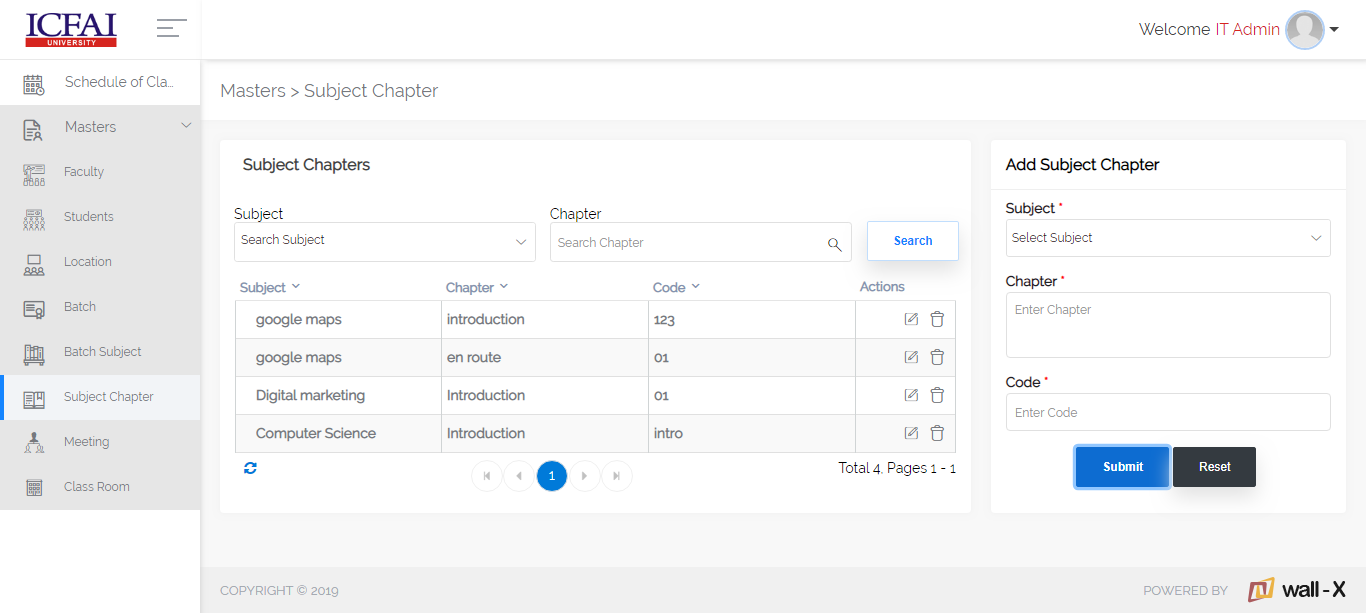 ICFAI
UNIVERSITY
Welcome IT Admin
Schedule of Cla...
Masters
Faculty
Students
Location
Batch
Batch Subject
Subject Chapter
Meeting
Class Room
Masters > Subject Chapter
Subject Chapters
Subject
Search Subject
Chapter
Search Chapter
Search
Subject Chapter Code Actions
google maps introduction 123
google maps en route 01
Digital marketing Introduction 01
Computer Science Introduction intro
1
Total 4, Pages 1 - 1
Add Subject Chapter
Subject *
Select Subject
Chapter *
Enter Chapter
Code *
Enter Code
Submit Reset
COPYRIGHT © 2019
POWERED BY wall-X